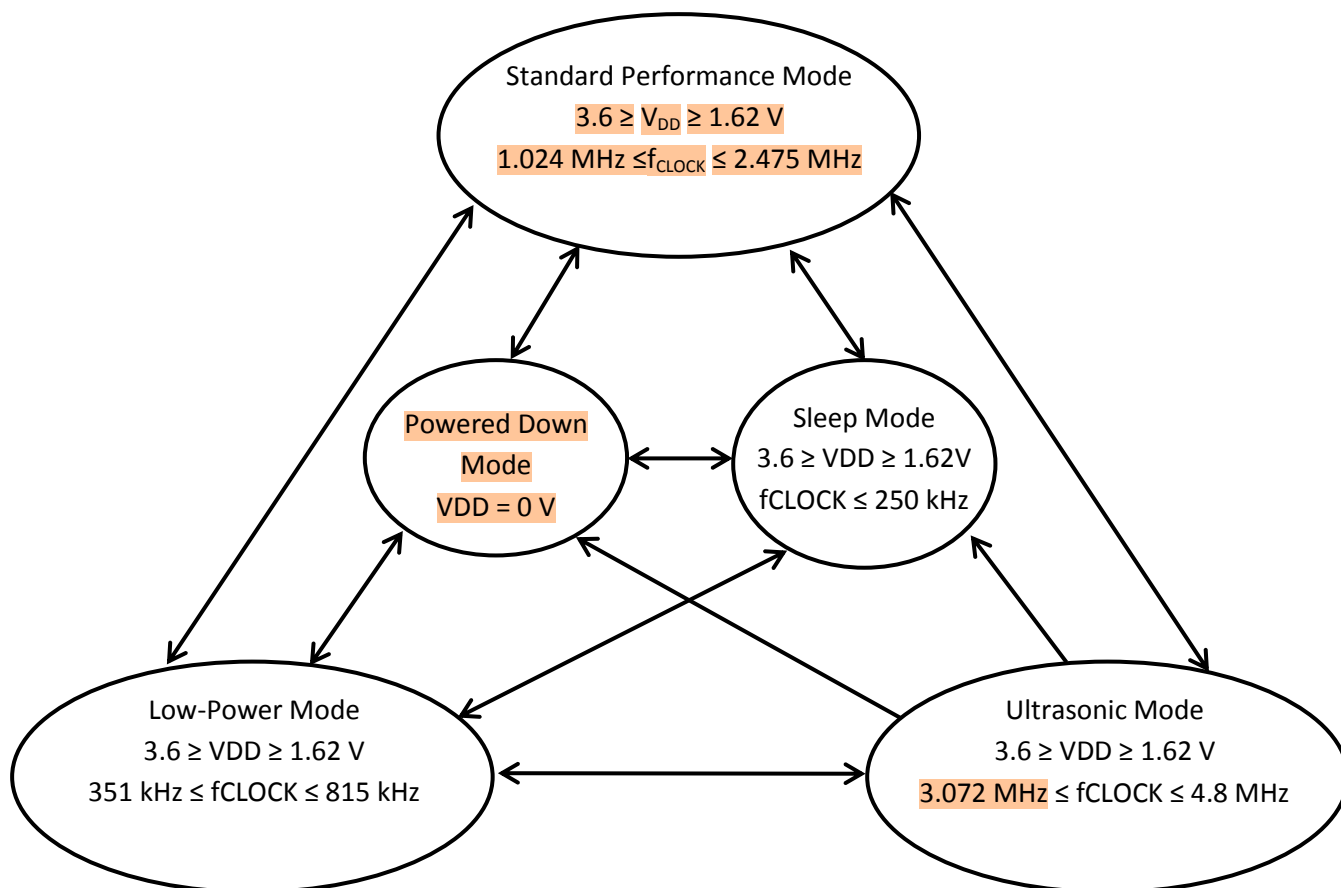 Standard Performance Mode
3.6 ≥ VDD ≥ 1.62 V
1.024 MHz ≤fCLOCK ≤ 2.475 MHz
Powered Down
Mode
VDD = 0 V
Sleep Mode
3.6 ≥ VDD ≥ 1.62V
fCLOCK ≤ 250 kHz
Low-Power Mode
3.6 ≥ VDD ≥ 1.62 V
351 kHz ≤ fCLOCK ≤ 815 kHz
Ultrasonic Mode
3.6 ≥ VDD ≥ 1.62 V
3.072 MHz ≤ fCLOCK ≤ 4.8 MHz